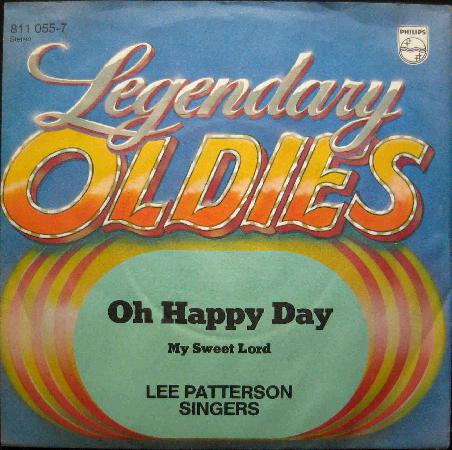 811 055-7
Stereo
PHILIPS
Legendary
OLDIES
Oh Happy Day
My Sweet Lord
LEE PATTERSON
SINGERS